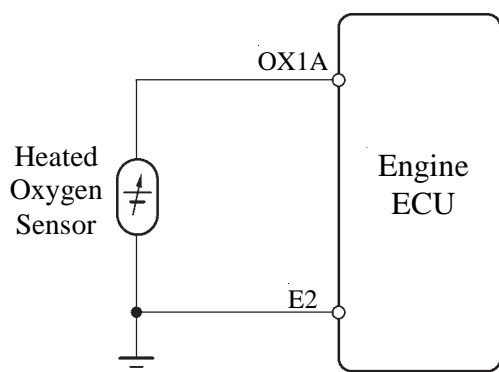 OX1A
Heated
Oxygen
Sensor
Engine
ECU
E2